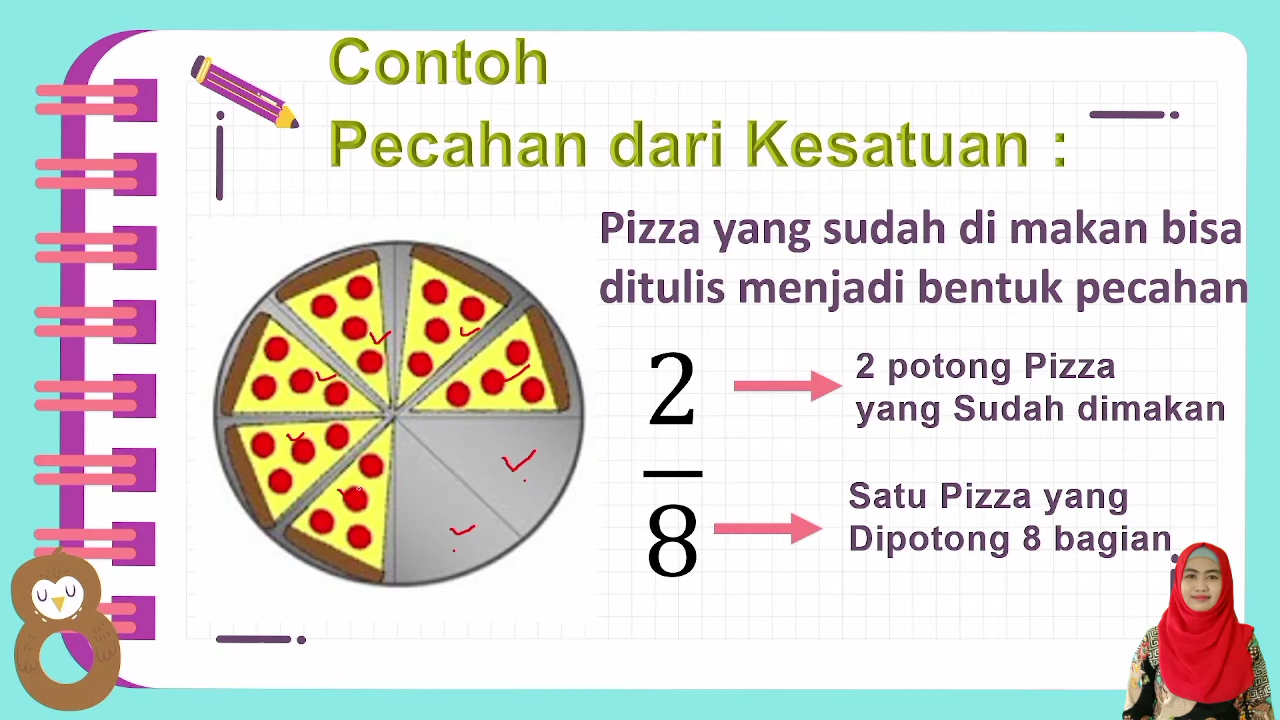 Contoh
Pecahan dari Kesatuan :
Pizza yang sudah di makan bisa
ditulis menjadi bentuk pecahan
2
8
2 potong Pizza
yang Sudah dimakan
Satu Pizza yang
Dipotong 8 bagian